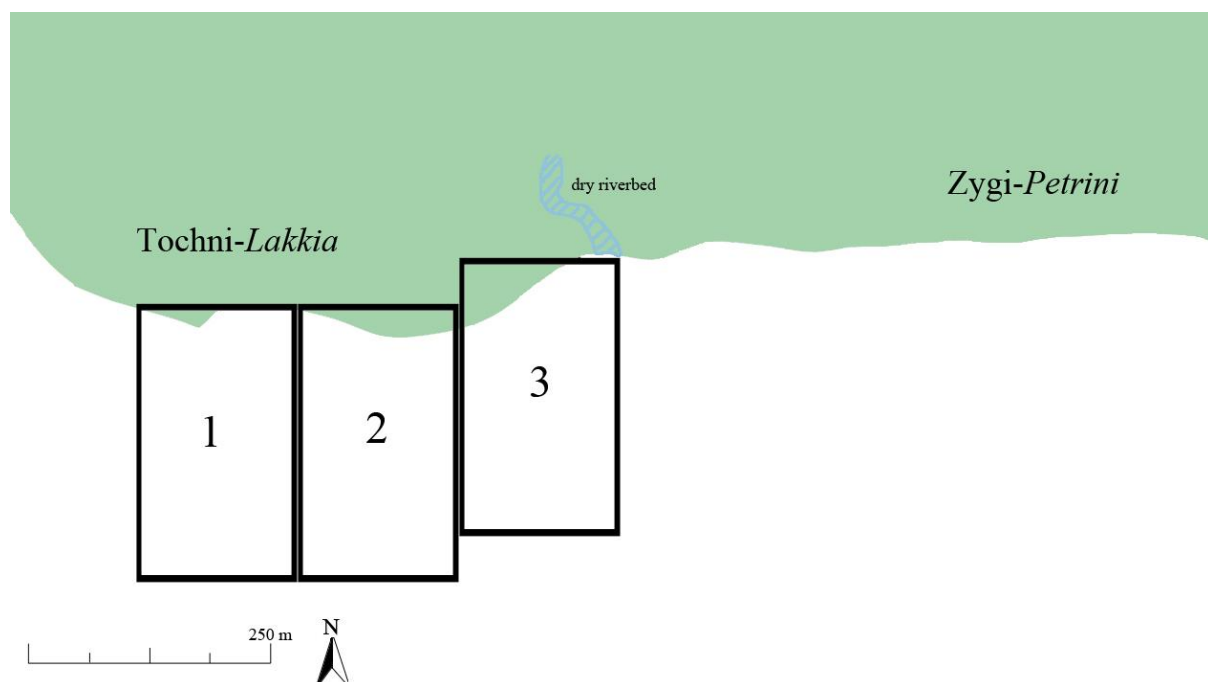 dry riverbed
Zygi-Petrini
Tochni-Lakkia
1
2
3
250 m
N